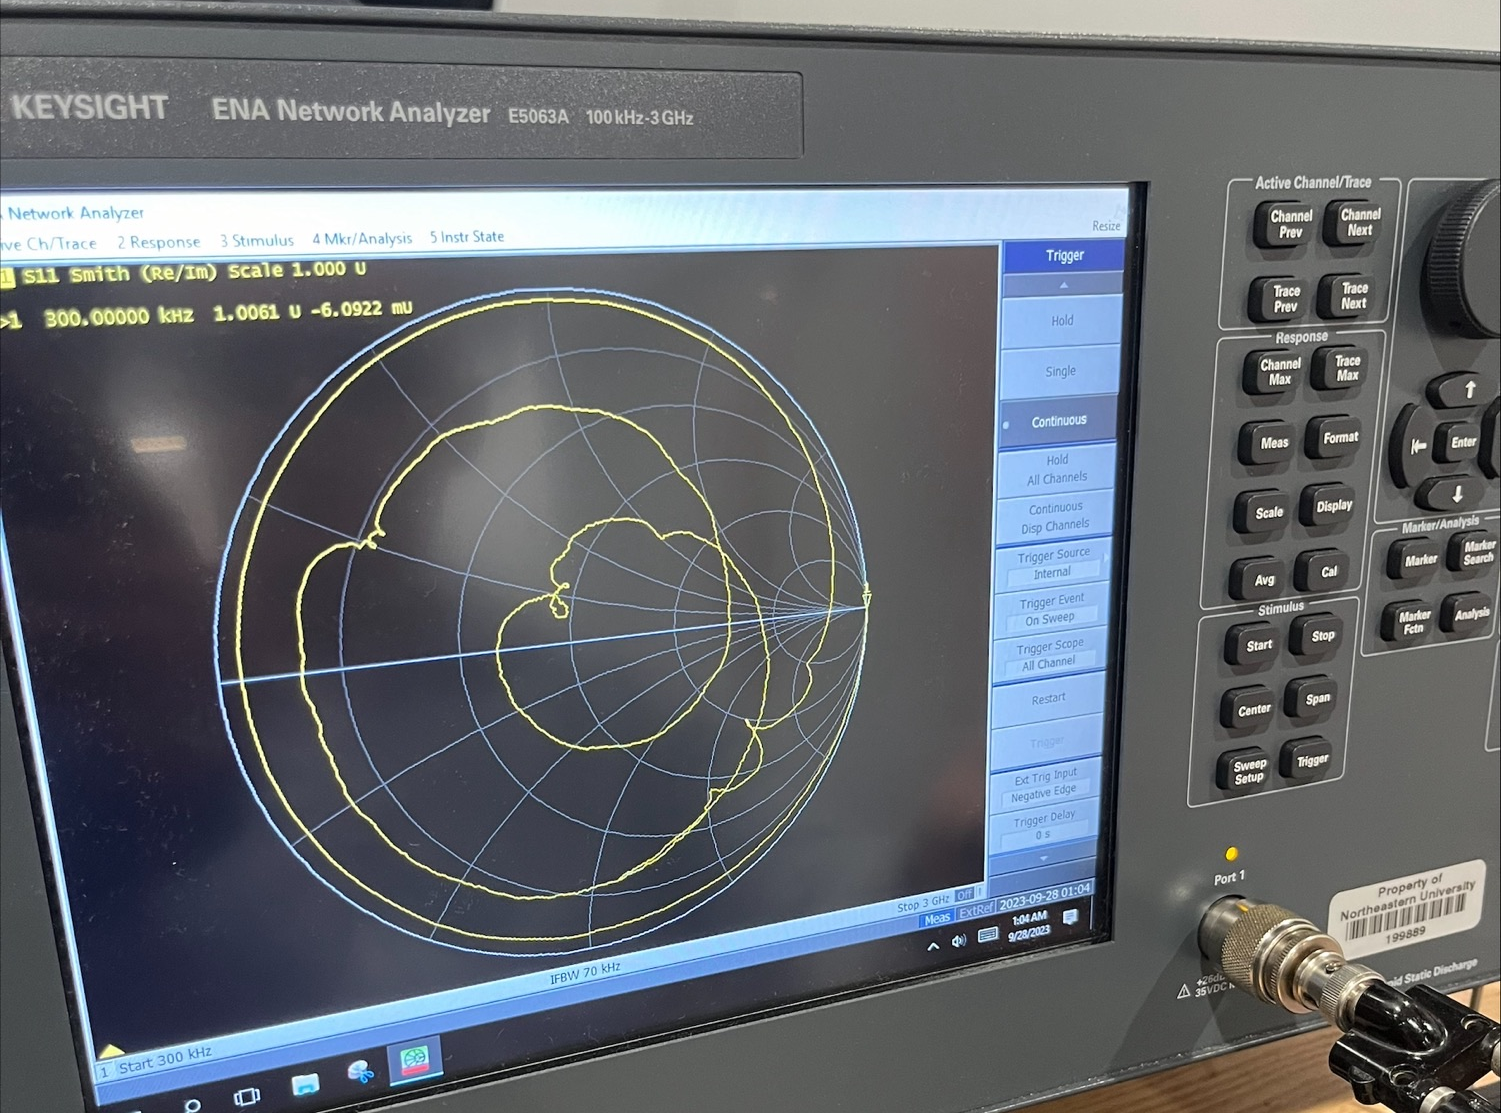 KEYSIGHT ENA Network Analyzer E5063A 100 kHz-3 GHz
Network Analyzer
Resize
ve Ch/Trace 2 Response 3 Stimulus 4 Mkr/Analysis 5 Instr State
1 S11 Smith (Re/Im) Scale 1.000 U
>1 300.00000 kHz 1.0061 U -6.0922 mU
1
Trigger
Hold
Single
Continuous
Hold
All Channels
Continuous
Disp Channels
Trigger Source
Internal
Trigger Event
On Sweep
Trigger Scope
All Channel
Restart
Trigger
Ext Trig Input
Negative Edge
Trigger Delay
0 s
1 Start 300 kHz
IFBW 70 kHz
Stop 3 GHz Off
Meas ExtRef 2023-09-28 01:04
1:04 AM
9/28/2023
Active Channel/Trace
Channel
Prev
Channel
Next
Trace
Prev
Trace
Next
Response
Channel
Max
Trace
Max
Meas
Format
Scale
Display
Avg
Cal
Enter
Marker/Analysis
Marker
Marker
Search
Marker
Fctn
Analysis
Stimulus
Start
Stop
Center
Span
Sweep
Setup
Trigger
Port 1
35VDC
Property of
Northeastern University
199889
Static Discharge